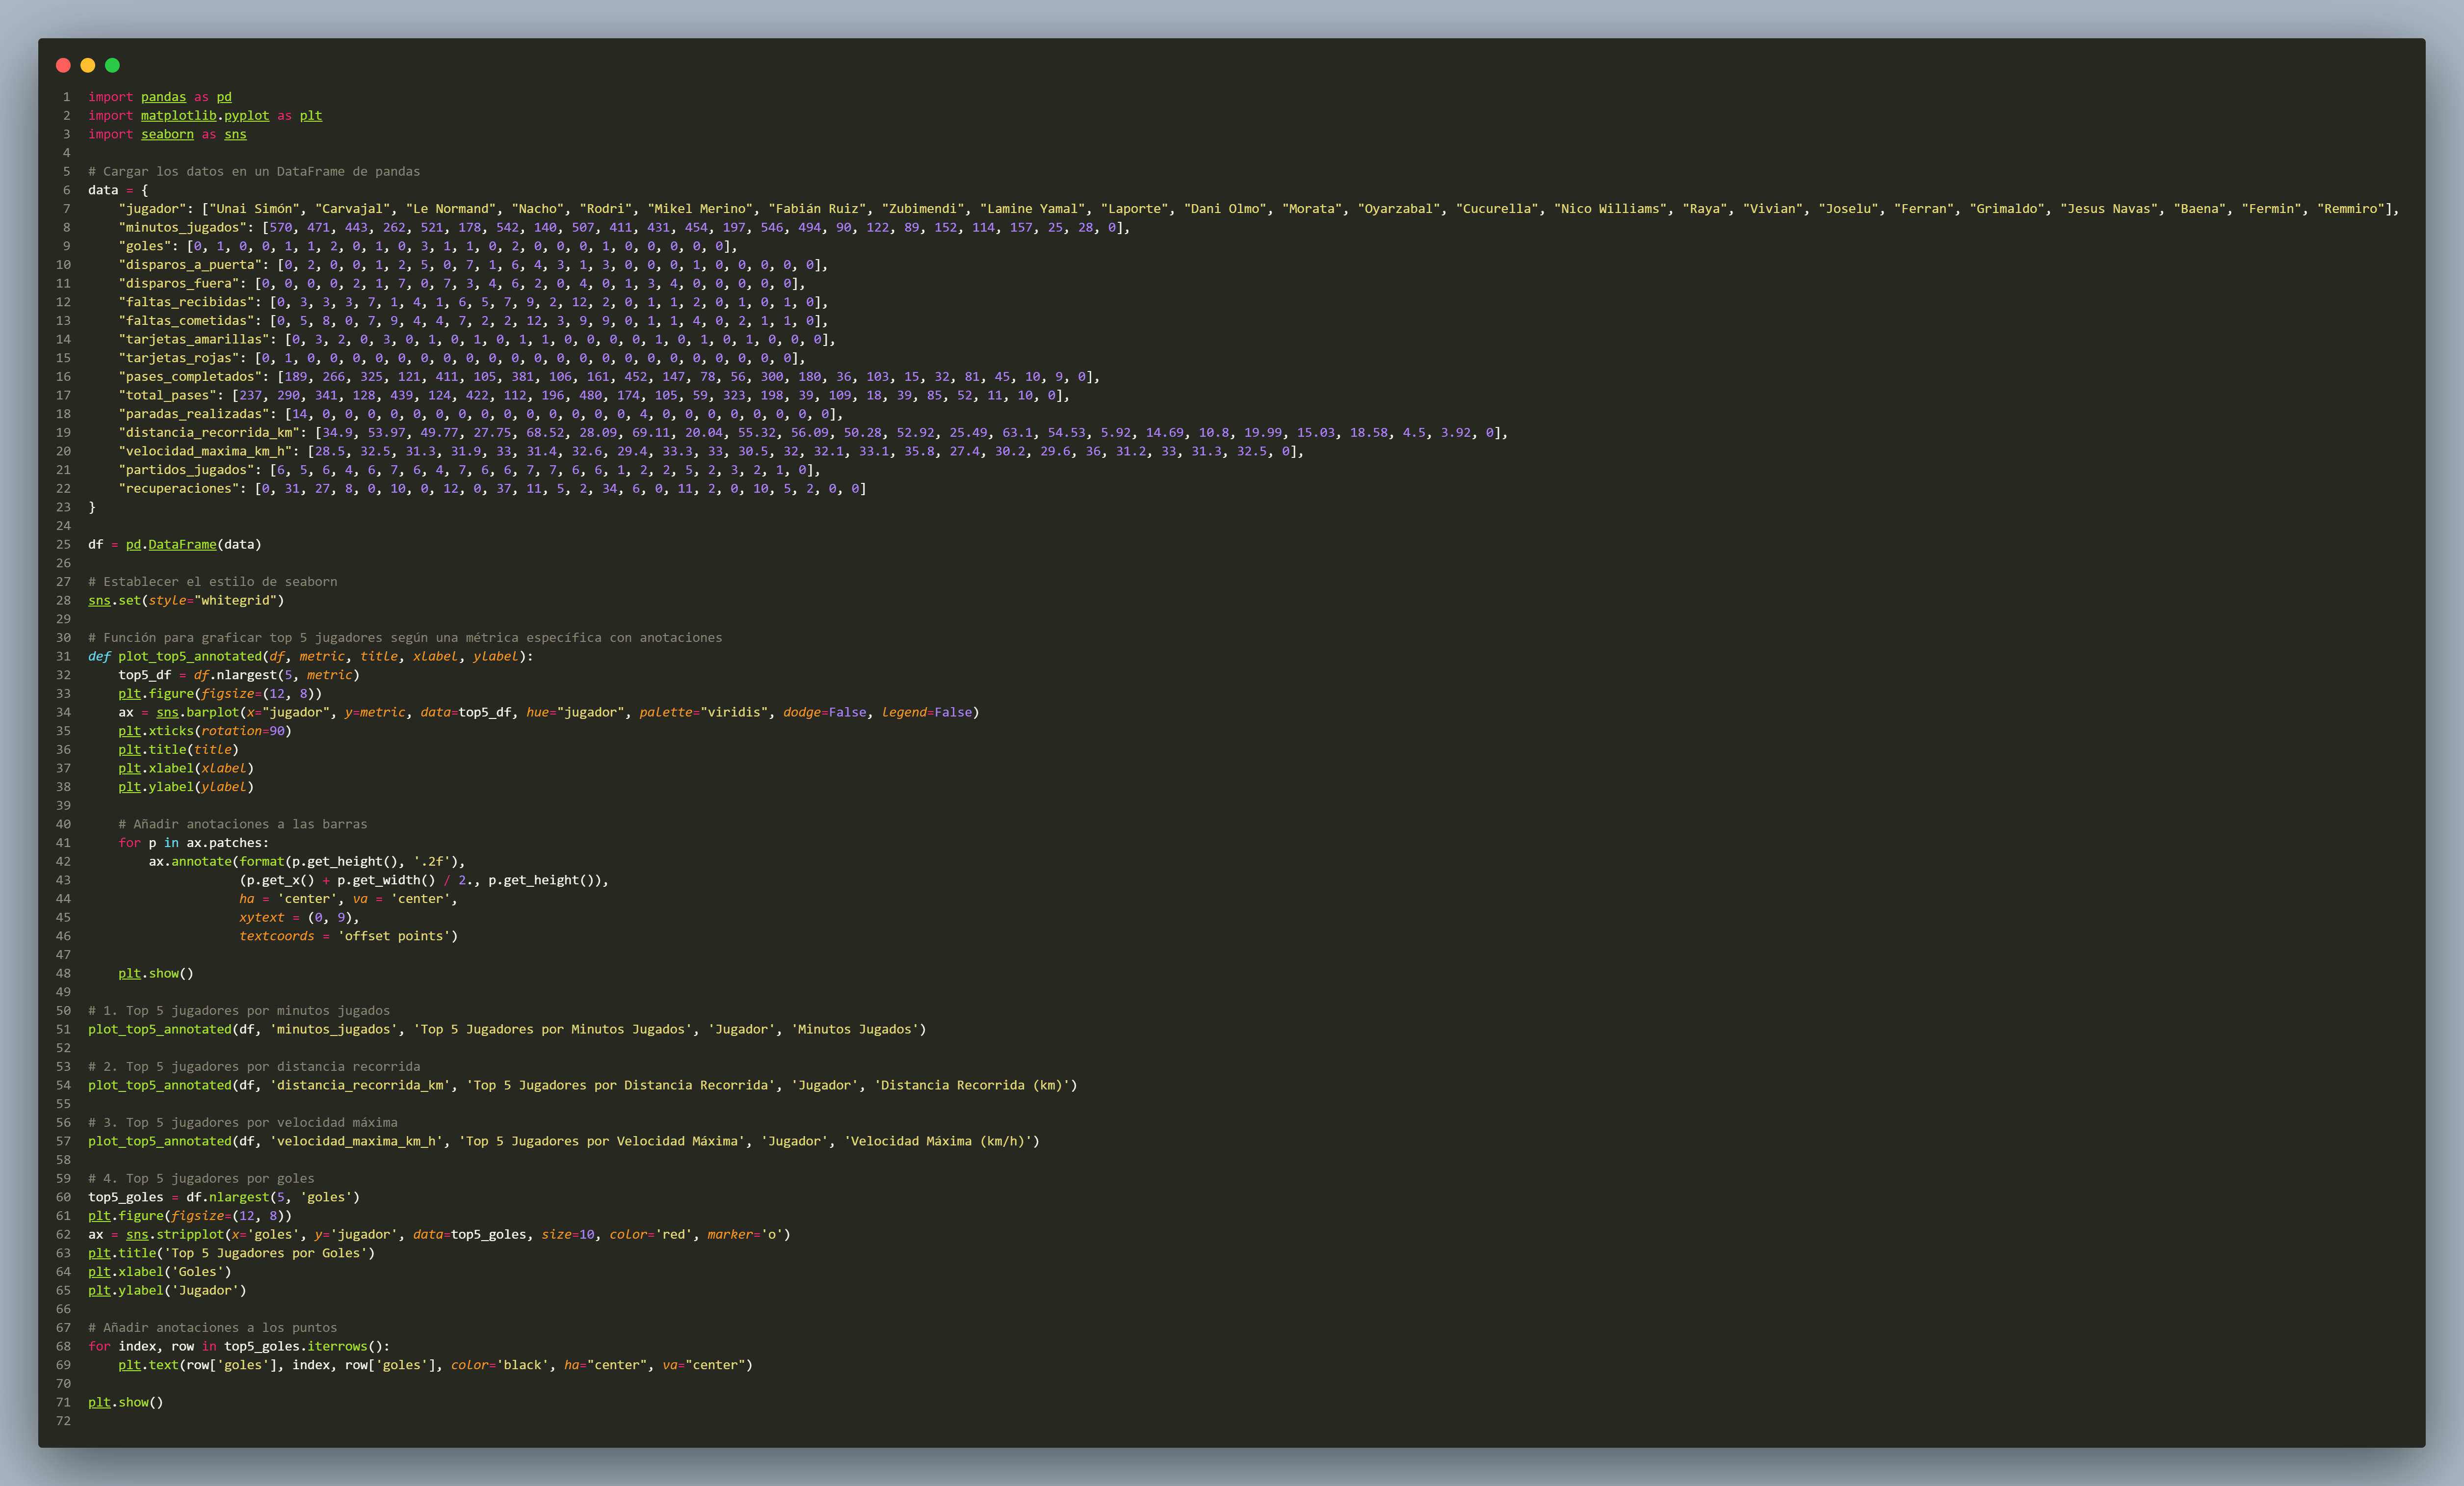 1 import pandas as pd
2 import matplotlib.pyplot as plt
3 import seaborn as sns
4
5 # Cargar los datos en un DataFrame de pandas
6 data = {
7     "jugador": ["Unai Simón", "Carvajal", "Le Normand", "Nacho", "Rodri", "Mikel Merino", "Fabián Ruiz", "Zubimendi", "Lamine Yamal", "Laporte", "Dani Olmo", "Morata", "Oyarzabal", "Cucurella", "Nico Williams", "Raya", "Vivian", "Joselu", "Ferran", "Grimaldo", "Jesus Navas", "Baena", "Fermin", "Remmiro"],
8     "minutos_jugados": [570, 471, 443, 262, 521, 178, 542, 140, 507, 411, 431, 454, 197, 546, 494, 90, 122, 89, 152, 114, 157, 25, 28, 0],
9     "goles": [0, 1, 0, 0, 1, 1, 2, 0, 1, 0, 3, 1, 1, 0, 2, 0, 0, 0, 1, 0, 0, 0, 0, 0],
10     "disparos_a_puerta": [0, 2, 0, 0, 1, 2, 5, 0, 7, 1, 6, 4, 3, 1, 3, 0, 0, 0, 1, 0, 0, 0, 0, 0],
11     "disparos_fuera": [0, 0, 0, 0, 2, 1, 7, 0, 7, 3, 4, 6, 2, 0, 4, 0, 1, 3, 4, 0, 0, 0, 0, 0],
12     "faltas_recibidas": [0, 3, 3, 3, 7, 1, 4, 1, 6, 5, 7, 9, 2, 12, 2, 0, 1, 1, 2, 0, 1, 0, 1, 0],
13     "faltas_cometidas": [0, 5, 8, 0, 7, 9, 4, 4, 7, 2, 2, 12, 3, 9, 9, 0, 1, 1, 4, 0, 2, 1, 1, 0],
14     "tarjetas_amarillas": [0, 3, 2, 0, 3, 0, 1, 0, 1, 0, 1, 1, 0, 0, 0, 0, 1, 0, 1, 0, 1, 0, 0, 0],
15     "tarjetas_rojas": [0, 1, 0, 0, 0, 0, 0, 0, 0, 0, 0, 0, 0, 0, 0, 0, 0, 0, 0, 0, 0, 0, 0, 0],
16     "pases_completados": [189, 266, 325, 121, 411, 105, 381, 106, 161, 452, 147, 78, 56, 300, 180, 36, 103, 15, 32, 81, 45, 10, 9, 0],
17     "total_pases": [237, 290, 341, 128, 439, 124, 422, 112, 196, 480, 174, 105, 59, 323, 198, 39, 109, 18, 39, 85, 52, 11, 10, 0],
18     "paradas_realizadas": [14, 0, 0, 0, 0, 0, 0, 0, 0, 0, 0, 0, 0, 0, 0, 4, 0, 0, 0, 0, 0, 0, 0, 0],
19     "distancia_recorrida_km": [34.9, 53.97, 49.77, 27.75, 68.52, 28.09, 69.11, 20.04, 55.32, 56.09, 50.28, 52.92, 25.49, 63.1, 54.53, 5.92, 14.69, 10.8, 19.99, 15.03, 18.58, 4.5, 3.92, 0],
20     "velocidad_maxima_km_h": [28.5, 32.5, 31.3, 31.9, 33, 31.4, 32.6, 29.4, 33.3, 33, 30.5, 32, 32.1, 33.1, 35.8, 27.4, 30.2, 29.6, 36, 31.2, 33, 31.3, 32.5, 0],
21     "partidos_jugados": [6, 5, 6, 4, 6, 7, 6, 4, 7, 6, 6, 7, 7, 6, 6, 1, 2, 2, 5, 2, 3, 2, 1, 0],
22     "recuperaciones": [0, 31, 27, 8, 0, 10, 0, 12, 0, 37, 11, 5, 2, 34, 6, 0, 11, 2, 0, 10, 5, 2, 0, 0]
23 }
24
25 df = pd.DataFrame(data)
26
27 # Establecer el estilo de seaborn
28 sns.set(style="whitegrid")
29
30 # Función para graficar top 5 jugadores según una métrica específica con anotaciones
31 def plot_top5_annotated(df, metric, title, xlabel, ylabel):
32     top5_df = df.nlargest(5, metric)
33     plt.figure(figsize=(12, 8))
34     ax = sns.barplot(x="jugador", y=metric, data=top5_df, hue="jugador", palette="viridis", dodge=False, legend=False)
35     plt.xticks(rotation=90)
36     plt.title(title)
37     plt.xlabel(xlabel)
38     plt.ylabel(ylabel)
39
40     # Añadir anotaciones a las barras
41     for p in ax.patches:
42         ax.annotate(format(p.get_height(), '.2f'),
43                     (p.get_x() + p.get_width() / 2., p.get_height()),
44                     ha = 'center', va = 'center',
45                     xytext = (0, 9),
46                     textcoords = 'offset points')
47
48     plt.show()
49
50 # 1. Top 5 jugadores por minutos jugados
51 plot_top5_annotated(df, 'minutos_jugados', 'Top 5 Jugadores por Minutos Jugados', 'Jugador', 'Minutos Jugados')
52
53 # 2. Top 5 jugadores por distancia recorrida
54 plot_top5_annotated(df, 'distancia_recorrida_km', 'Top 5 Jugadores por Distancia Recorrida', 'Jugador', 'Distancia Recorrida (km)')
55
56 # 3. Top 5 jugadores por velocidad máxima
57 plot_top5_annotated(df, 'velocidad_maxima_km_h', 'Top 5 Jugadores por Velocidad Máxima', 'Jugador', 'Velocidad Máxima (km/h)')
58
59 # 4. Top 5 jugadores por goles
60 top5_goles = df.nlargest(5, 'goles')
61 plt.figure(figsize=(12, 8))
62 ax = sns.stripplot(x='goles', y='jugador', data=top5_goles, size=10, color='red', marker='o')
63 plt.title('Top 5 Jugadores por Goles')
64 plt.xlabel('Goles')
65 plt.ylabel('Jugador')
66
67 # Añadir anotaciones a los puntos
68 for index, row in top5_goles.iterrows():
69     plt.text(row['goles'], index, row['goles'], color='black', ha="center", va="center")
70
71 plt.show()
72